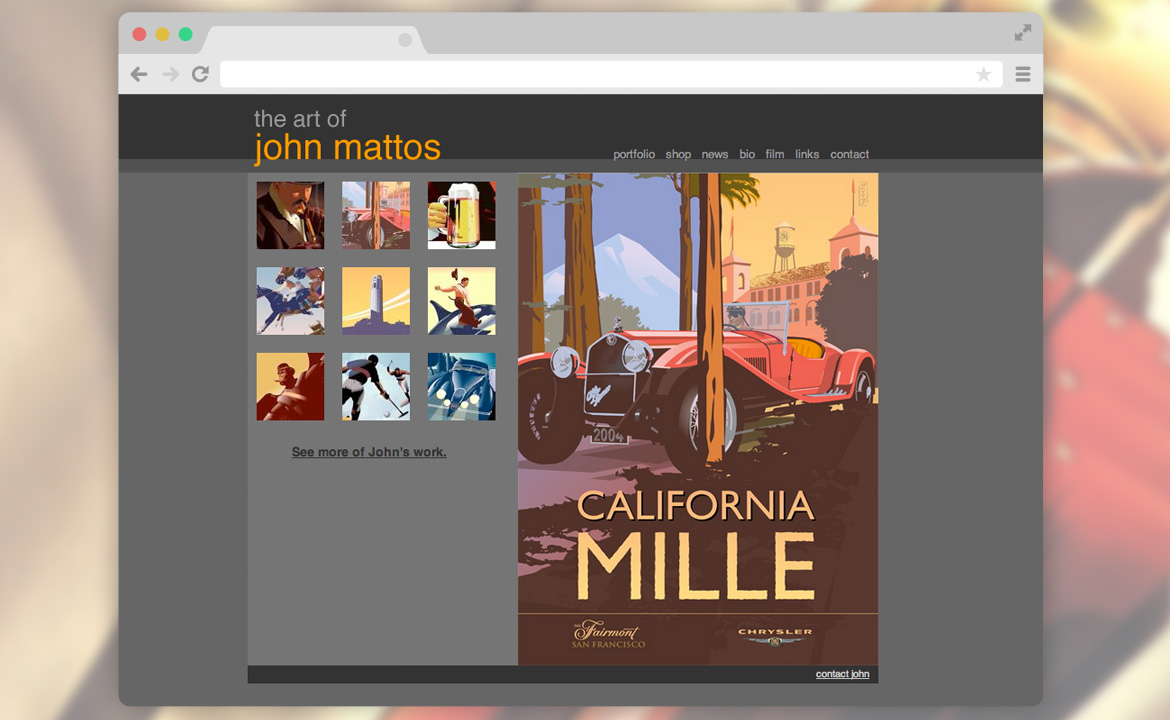 the art of
john mattos
portfolio shop news bio film links contact
See more of John's work.
2004
CALIFORNIA
MILLE
THE Fairmont
SAN FRANCISCO
CHRYSLER
contact john